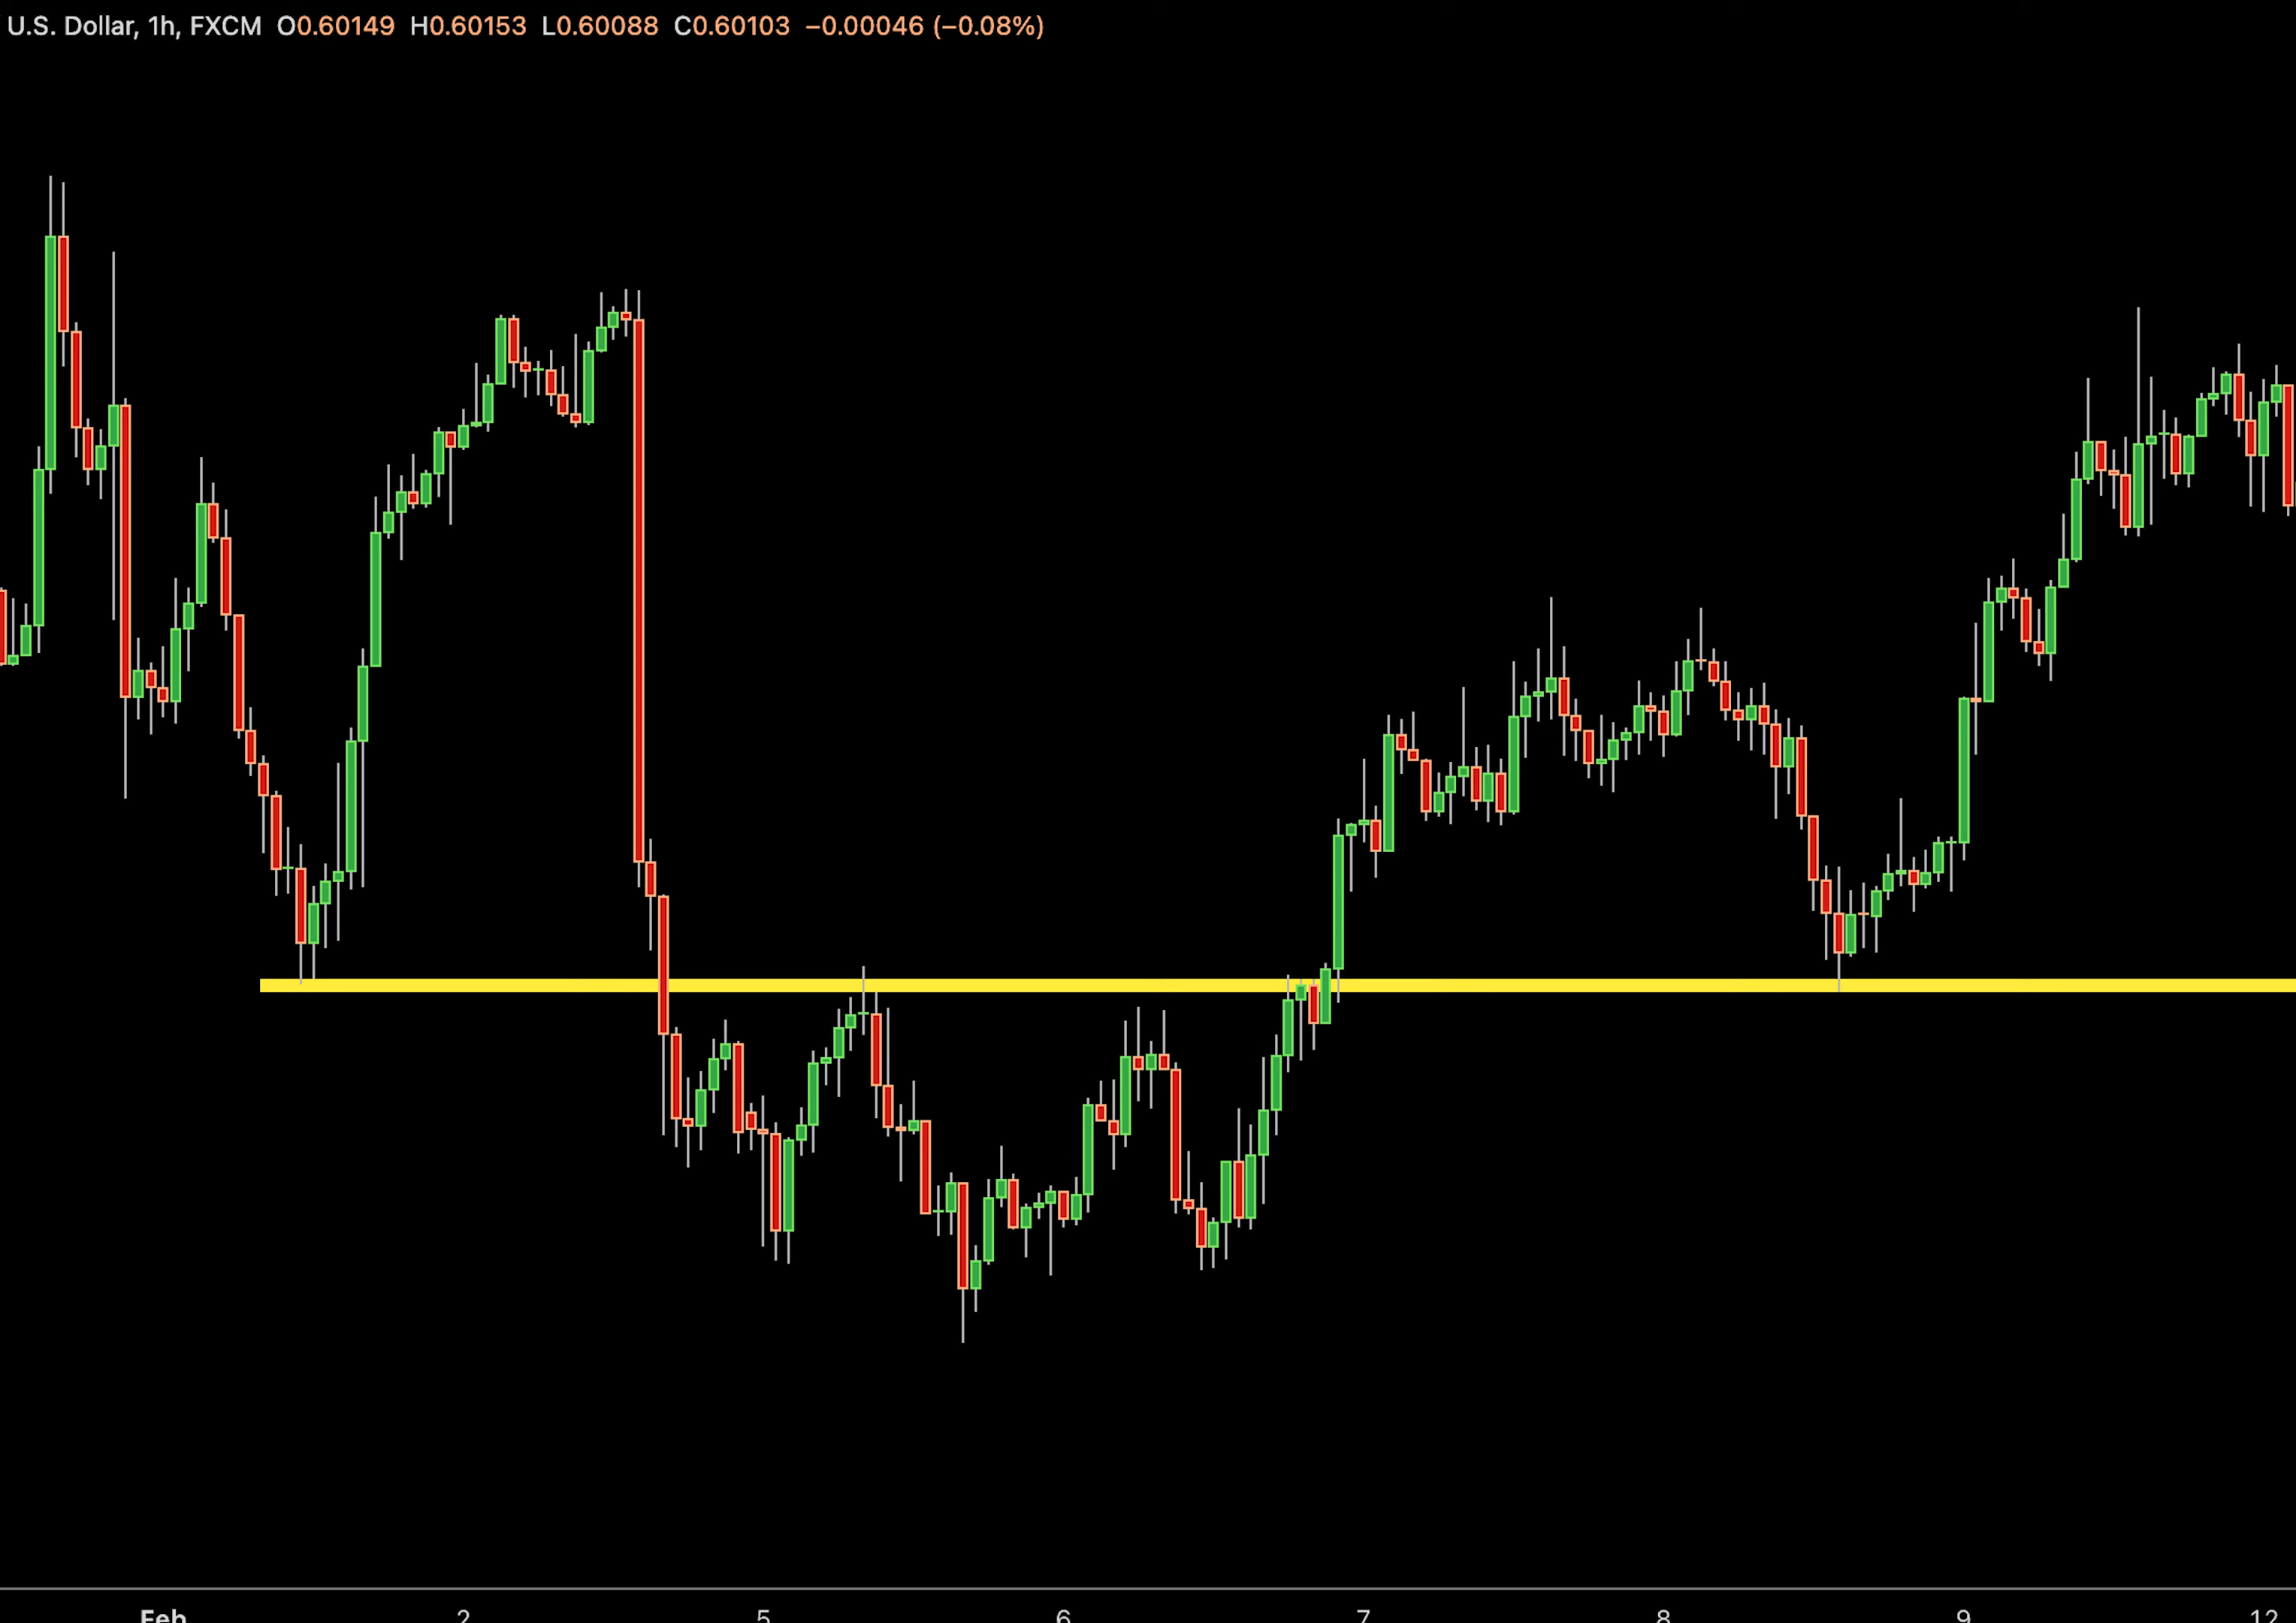 U.S. Dollar, 1h, FXCM O0.60149 H0.60153 L0.60088 C0.60103 −0.00046 (−0.08%)
Feb 2 5 6 7 8 9 12